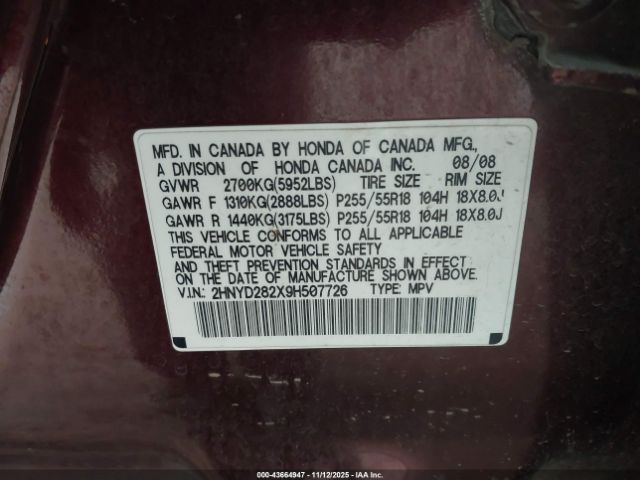 MFD. IN CANADA BY HONDA OF CANADA MFG.,
A DIVISION OF HONDA CANADA INC. 08/08
GVWR 2700KG(5952LBS) TIRE SIZE RIM SIZE
GAWR F 1310KG(2888LBS) P255/55R18 104H 18X8.0J
GAWR R 1440KG(3175LBS) P255/55R18 104H 18X8.0J
THIS VEHICLE CONFORMS TO ALL APPLICABLE
FEDERAL MOTOR VEHICLE SAFETY
AND THEFT PREVENTION STANDARDS IN EFFECT
ON THE DATE OF MANUFACTURE SHOWN ABOVE.
V.I.N.: 2HNYD282X9H507726 TYPE: MPV
000-43664947 - 11/12/2025 - IAAI.com